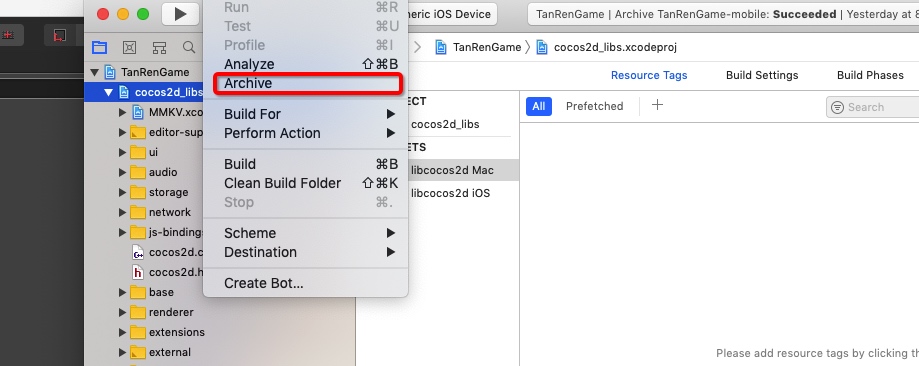 Run ⌘R
Test ⌘U
Profile ⌘I
Analyze ⇧⌘B
Archive
Build For
Perform Action
Build ⌘B
Clean Build Folder ⇧⌘K
Stop ⌘.
Scheme
Destination
Create Bot...
neric iOS Device
TanRenGame | Archive TanRenGame-mobile: Succeeded | Yesterday at 8
TanRenGame
cocos2d_libs.xcodeproj
Resource Tags
Build Settings
Build Phases
All
Prefetched
Search
TanRenGame
cocos2d_libs
MMKV.xco
editor-sup
ui
audio
storage
network
js-bindings
cocos2d.c
cocos2d.h
base
renderer
extensions
external
ECT
cocos2d_libs
ETS
libcocos2d Mac
libcocos2d iOS
Please add resource tags by clicking th